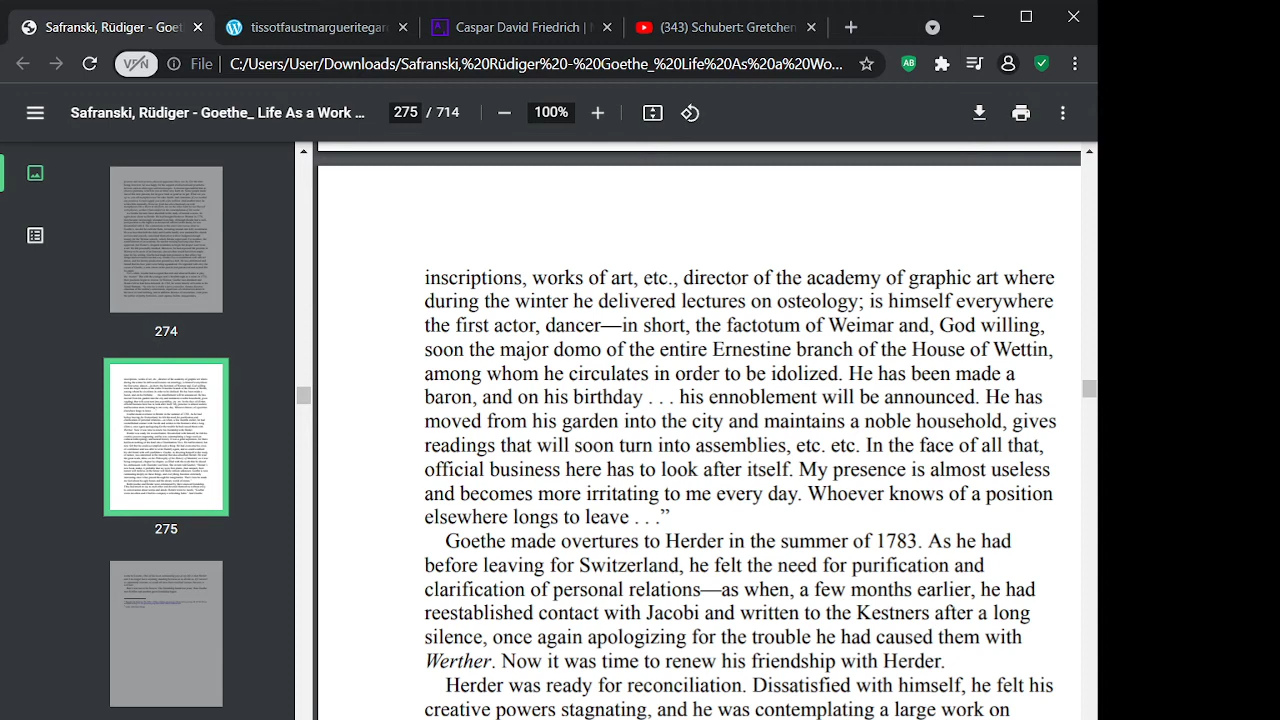 Safranski, Rüdiger - Goet
tissotfaustmargueritegare
Caspar David Friedrich |
(343) Schubert: Gretchen
VPN
File
C:/Users/User/Downloads/Safranski,%20Rüdiger%20-%20Goethe_%20Life%20As%20a%20Wo...
AB
Safranski, Rüdiger - Goethe_ Life As a Work ...
275 / 714
100%
274
275
inventions, works of art, etc., director of the academy of graphic art where
during the winter he delivered lectures on osteology; is himself everywhere
the first actor, dancer—in short, the factotum of Weimar and, God willing,
soon the major domo of the entire Ernestine branch of the House of Wettin,
among whom he circulates in order to be idolized. He has been made a
baron, and on his birthday . . . his ennoblement will be announced. He has
moved from his garden to the city and maintains a noble household, gives
readings that will soon turn into assemblies, etc. etc. In the face of all that,
official business has to look after itself. My presence is almost useless
and becomes more irritating to me every day. Whoever knows of a position
elsewhere longs to leave . . .”
Goethe made overtures to Herder in the summer of 1783. As he had
before leaving for Switzerland, he felt the need for purification and
clarification of personal relations—as when, a few months earlier, he had
reestablished contact with Jacobi and written to the Kestners after a long
silence, once again apologizing for the trouble he had caused them with
Werther. Now it was time to renew his friendship with Herder.
Herder was ready for reconciliation. Dissatisfied with himself, he felt his
creative powers stagnating, and he was contemplating a large work on